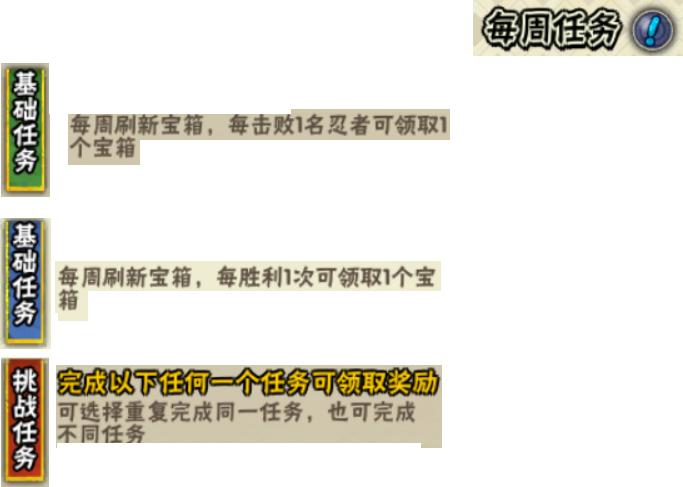 每周任务
基础任务
每周刷新宝箱，每击败1名忍者可领取1
个宝箱
基础任务
每周刷新宝箱，每胜利1次可领取1个宝
箱
挑战任务
完成以下任何一个任务可领取奖励
可选择重复完成同一任务，也可完成
不同任务